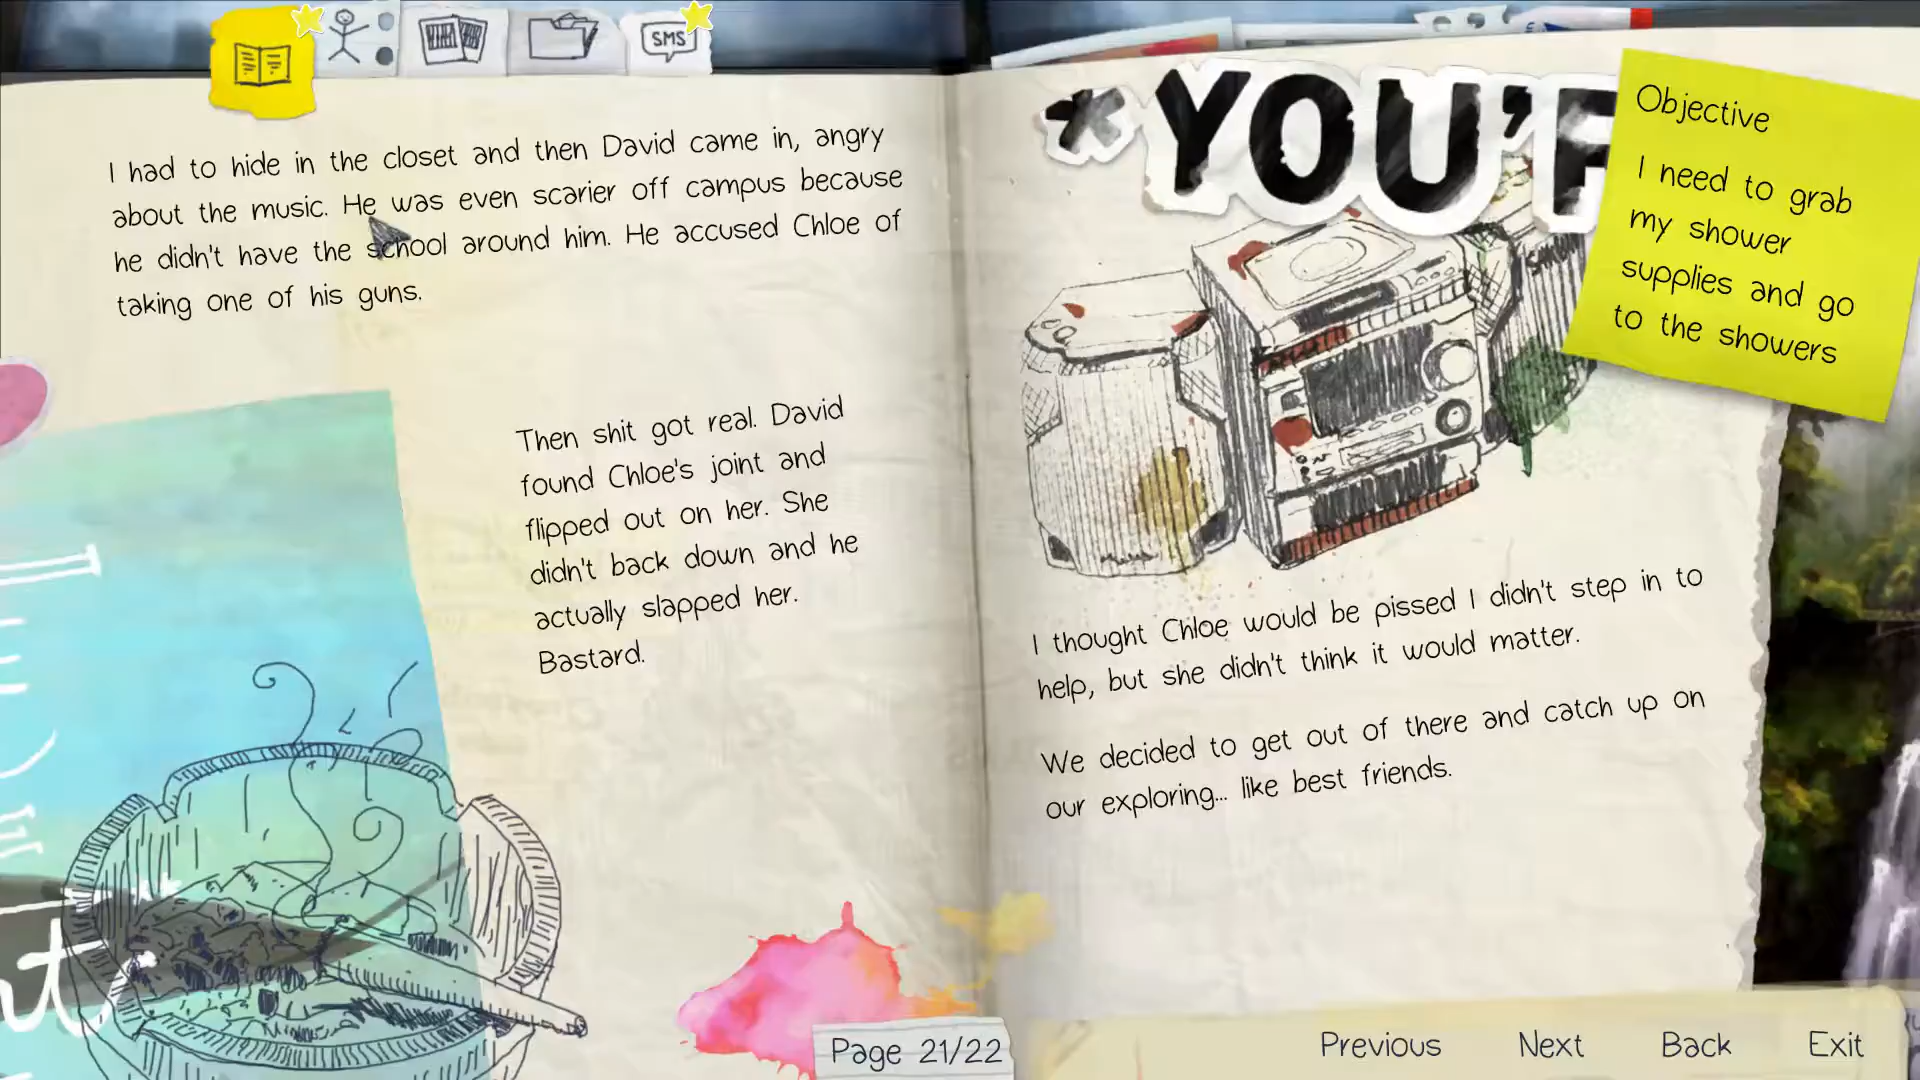 SMS
I had to hide in the closet and then David came in, angry
about the music. He was even scarier off campus because
he didn't have the school around him. He accused Chloe of
taking one of his guns.
Then shit got real. David
found Chloe's joint and
flipped out on her. She
didn't back down and he
actually slapped her.
Bastard.
*YOU'R
Objective
I need to grab
my shower
supplies and go
to the showers
I thought Chloe would be pissed I didn't step in to
help, but she didn't think it would matter.
We decided to get out of there and catch up on
our exploring... like best friends.
Page 21/22
Previous Next Back Exit